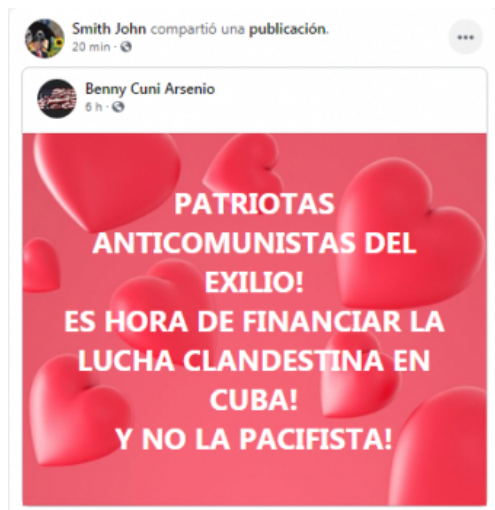 Smith John compartió una publicación.
20 min ·
Benny Cuni Arsenio
6 h ·
PATRIOTAS
ANTICOMUNISTAS DEL
EXILIO!
ES HORA DE FINANCIAR LA
LUCHA CLANDESTINA EN
CUBA!
Y NO LA PACIFISTA!